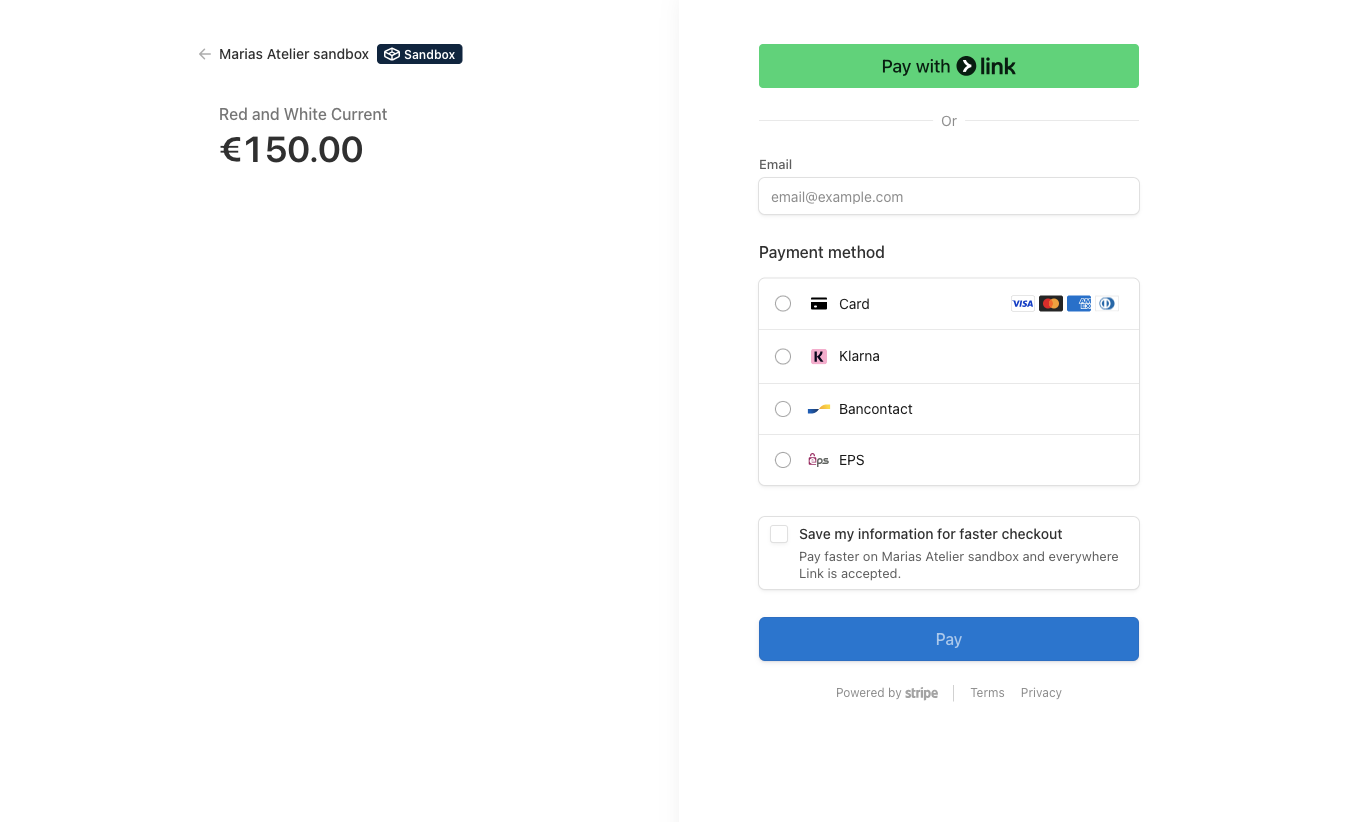 Marias Atelier sandbox Sandbox
Red and White Current
€150.00
Pay with link
Or
Email
email@example.com
Payment method
Card VISA AMEX
K Klarna
Bancontact
eps EPS
Save my information for faster checkout
Pay faster on Marias Atelier sandbox and everywhere
Link is accepted.
Pay
Powered by stripe Terms Privacy